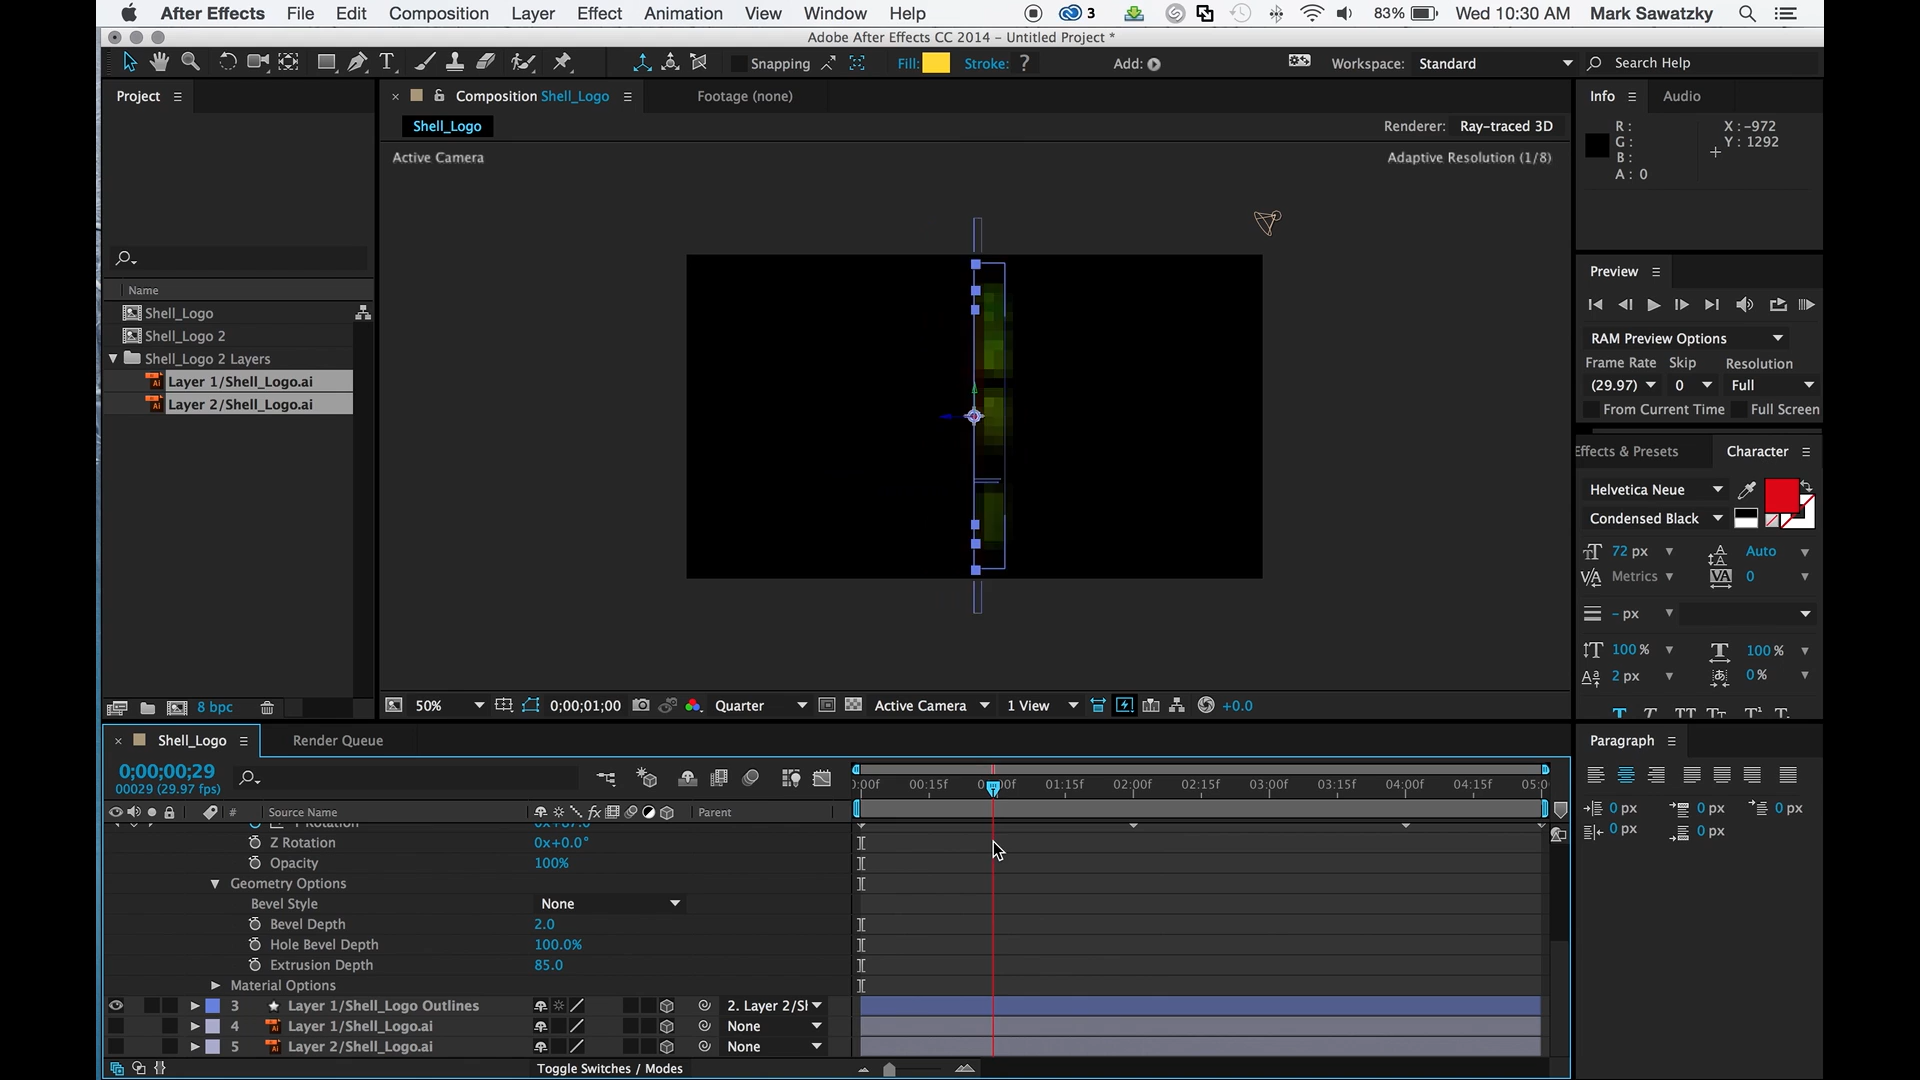 After Effects File Edit Composition Layer Effect Animation View Window Help 3 83% Wed 10:30 AM Mark Sawatzky
Adobe After Effects CC 2014 - Untitled Project *
Snapping Fill: Stroke: ? Add: Workspace: Standard Search Help
Project
Composition Shell_Logo Footage (none)
Info Audio
Shell_Logo Renderer: Ray-traced 3D
Active Camera Adaptive Resolution (1/8)
R: X: -972
G: Y: 1292
B:
A: 0
Name
Shell_Logo
Shell_Logo 2
Shell_Logo 2 Layers
Layer 1/Shell_Logo.ai
Layer 2/Shell_Logo.ai
Preview
RAM Preview Options
Frame Rate Skip Resolution
(29.97) 0 Full
From Current Time Full Screen
Effects & Presets Character
Helvetica Neue
Condensed Black
72 px Auto
Metrics 0
- px
100 % 100 %
2 px 0 %
8 bpc
50% 0;00;01;00 Quarter Active Camera 1 View +0.0
Shell_Logo Render Queue
Paragraph
0;00;00;29
00029 (29.97 fps)
00:15f 01:15f 02:00f 02:15f 03:00f 03:15f 04:00f 04:15f
# Source Name Parent
Z Rotation 0x+0.0°
Opacity 100%
Geometry Options
Bevel Style None
Bevel Depth 2.0
Hole Bevel Depth 100.0%
Extrusion Depth 85.0
Material Options
3 Layer 1/Shell_Logo Outlines 2. Layer 2/Sl
4 Layer 1/Shell_Logo.ai None
5 Layer 2/Shell_Logo.ai None
Toggle Switches / Modes
0 px 0 px 0 px
0 px 0 px